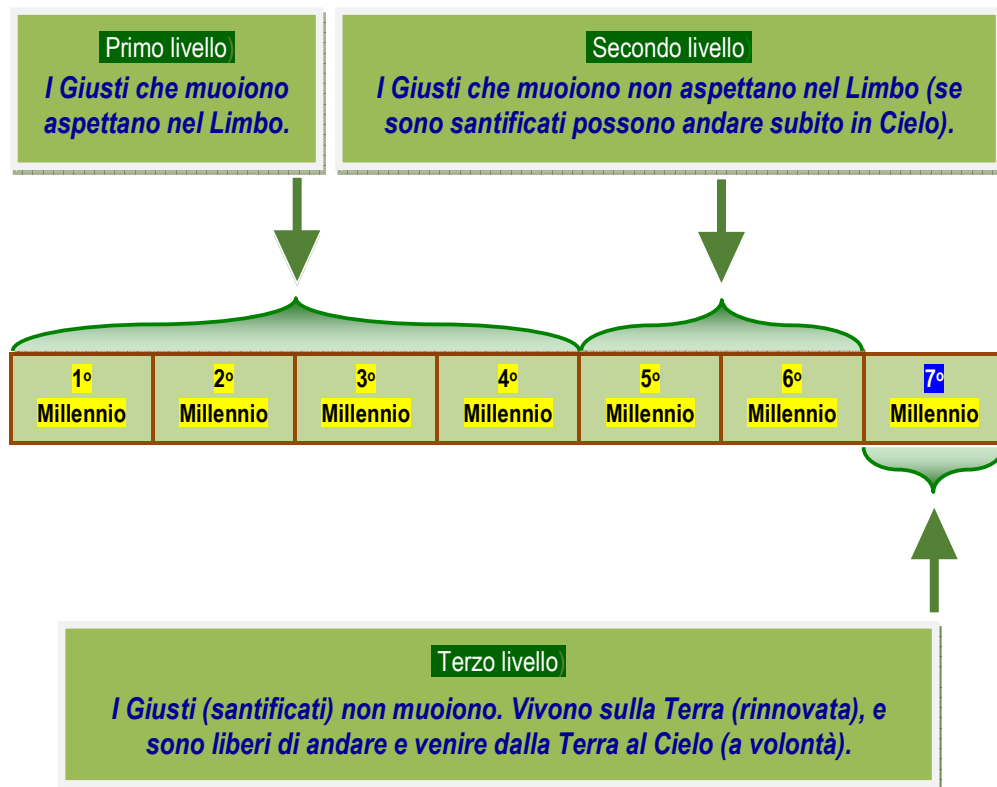 Primo livello)
I Giusti che muoiono
aspettano nel Limbo.
Secondo livello)
I Giusti che muoiono non aspettano nel Limbo (se
sono santificati possono andare subito in Cielo).
1º
Millennio
2º
Millennio
3º
Millennio
4º
Millennio
5º
Millennio
6º
Millennio
7º
Millennio
Terzo livello)
I Giusti (santificati) non muoiono. Vivono sulla Terra (rinnovata), e
sono liberi di andare e venire dalla Terra al Cielo (a volontà).